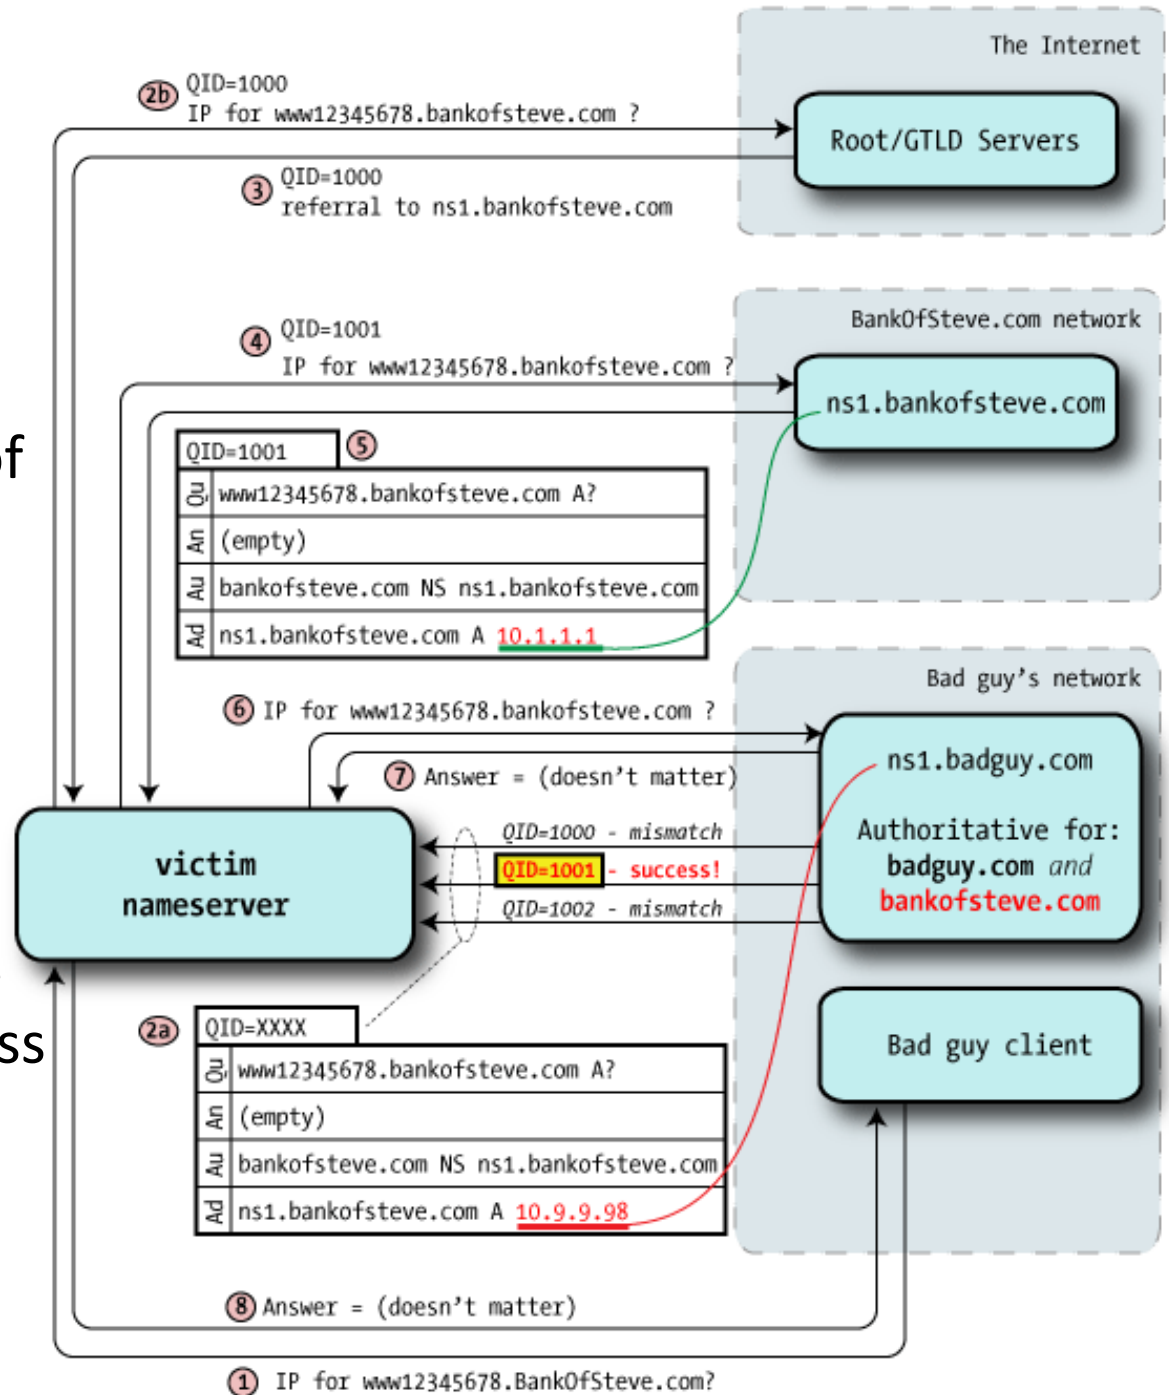 The Internet
2b QID=1000
IP for www12345678.bankofsteve.com ?
Root/GTLD Servers
3 QID=1000
referral to ns1.bankofsteve.com
BankOfSteve.com network
4 QID=1001
IP for www12345678.bankofsteve.com ?
ns1.bankofsteve.com
of
QID=1001 5
Qu www12345678.bankofsteve.com A?
An (empty)
Au bankofsteve.com NS ns1.bankofsteve.com
Ad ns1.bankofsteve.com A 10.1.1.1
Bad guy's network
6 IP for www12345678.bankofsteve.com ?
ns1.badguy.com
7 Answer = (doesn't matter)
Authoritative for:
badguy.com and
bankofsteve.com
QID=1000 - mismatch
QID=1001 - success!
QID=1002 - mismatch
victim
nameserver
ss
2a QID=XXXX
Qu www12345678.bankofsteve.com A?
An (empty)
Au bankofsteve.com NS ns1.bankofsteve.com
Ad ns1.bankofsteve.com A 10.9.9.98
Bad guy client
8 Answer = (doesn't matter)
1 IP for www12345678.BankOfSteve.com?